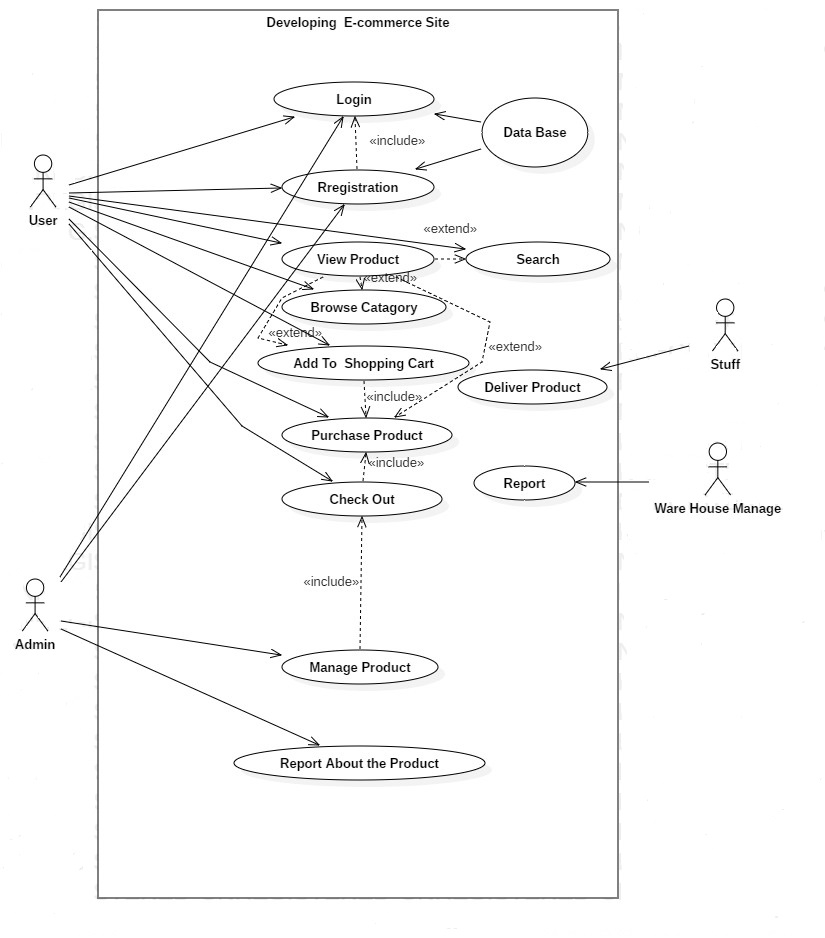 Developing  E-commerce Site
Login
Data Base
«include»
Rregistration
User
«extend»
View Product
Search
«extend»
Browse Catagory
«extend»
«extend»
Add To  Shopping Cart
Stuff
Deliver Product
«include»
Purchase Product
«include»
Report
Check Out
Ware House Manage
«include»
Admin
Manage Product
Report About the Product